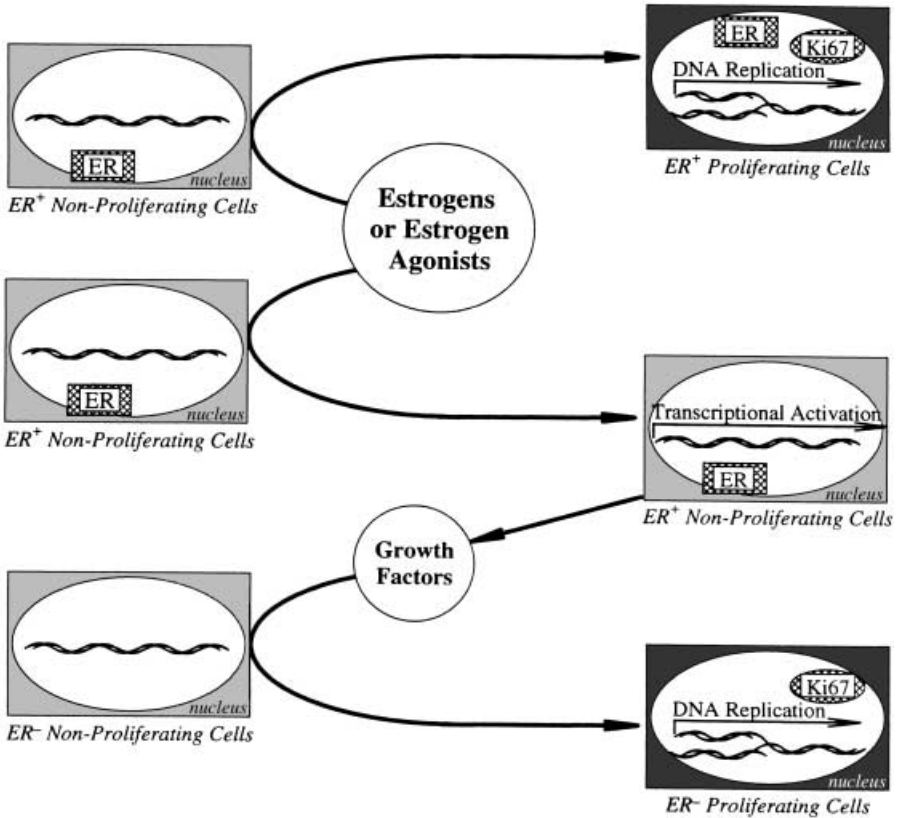 ER
nucleus
ER⁺ Non-Proliferating Cells
ER
Ki67
DNA Replication
nucleus
ER⁺ Proliferating Cells
Estrogens
or Estrogen
Agonists
ER
nucleus
ER⁺ Non-Proliferating Cells
Transcriptional Activation
ER
nucleus
ER⁺ Non-Proliferating Cells
Growth
Factors
nucleus
ER⁻ Non-Proliferating Cells
Ki67
DNA Replication
nucleus
ER⁻ Proliferating Cells